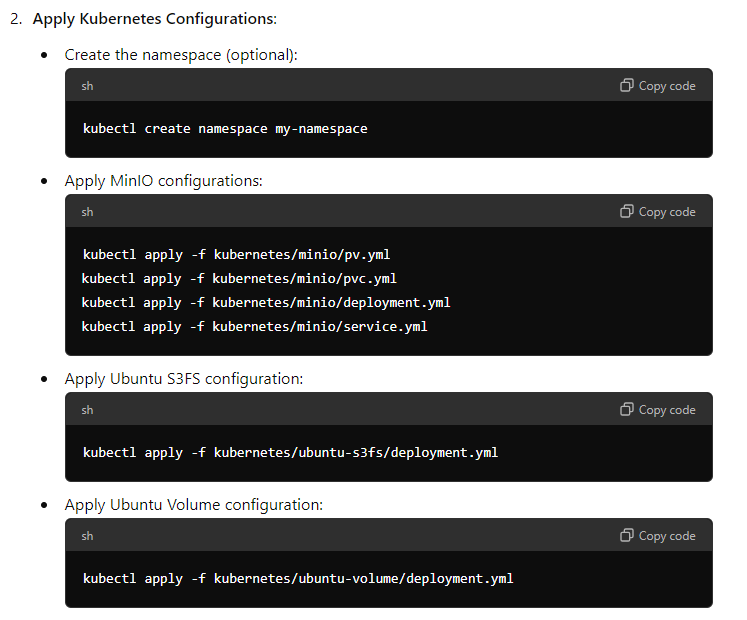 2. Apply Kubernetes Configurations:
• Create the namespace (optional):
sh Copy code
kubectl create namespace my-namespace
• Apply MinIO configurations:
sh Copy code
kubectl apply -f kubernetes/minio/pv.yml
kubectl apply -f kubernetes/minio/pvc.yml
kubectl apply -f kubernetes/minio/deployment.yml
kubectl apply -f kubernetes/minio/service.yml
• Apply Ubuntu S3FS configuration:
sh Copy code
kubectl apply -f kubernetes/ubuntu-s3fs/deployment.yml
• Apply Ubuntu Volume configuration:
sh Copy code
kubectl apply -f kubernetes/ubuntu-volume/deployment.yml